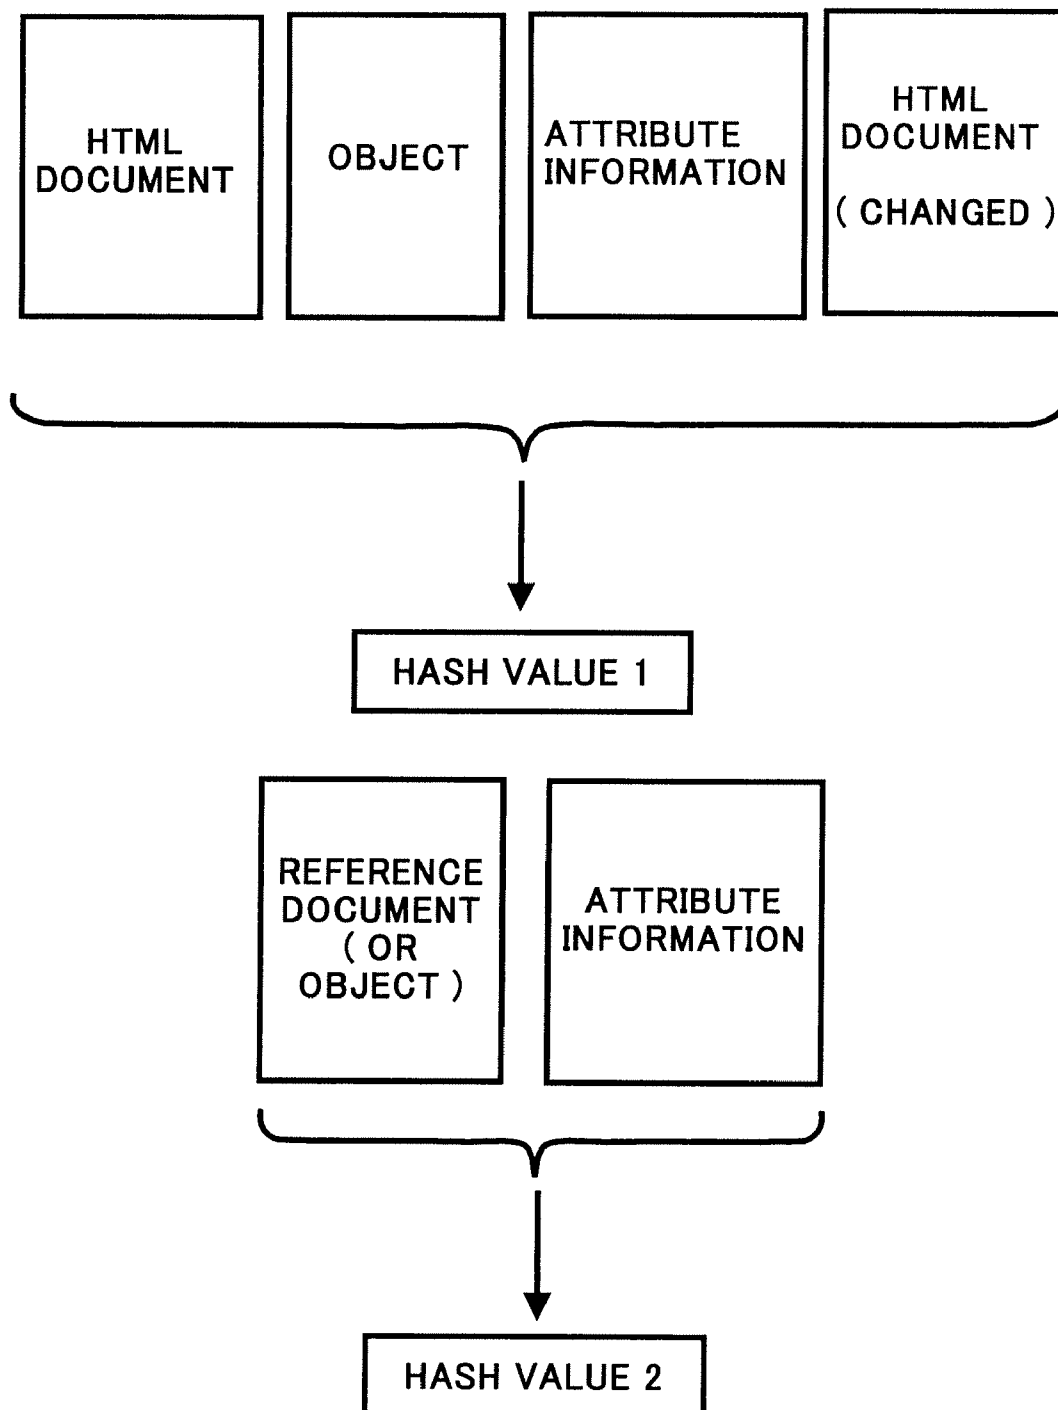 HTML
DOCUMENT
OBJECT
ATTRIBUTE
INFORMATION
HTML
DOCUMENT
( CHANGED )
HASH VALUE 1
REFERENCE
DOCUMENT
( OR
OBJECT )
ATTRIBUTE
INFORMATION
HASH VALUE 2